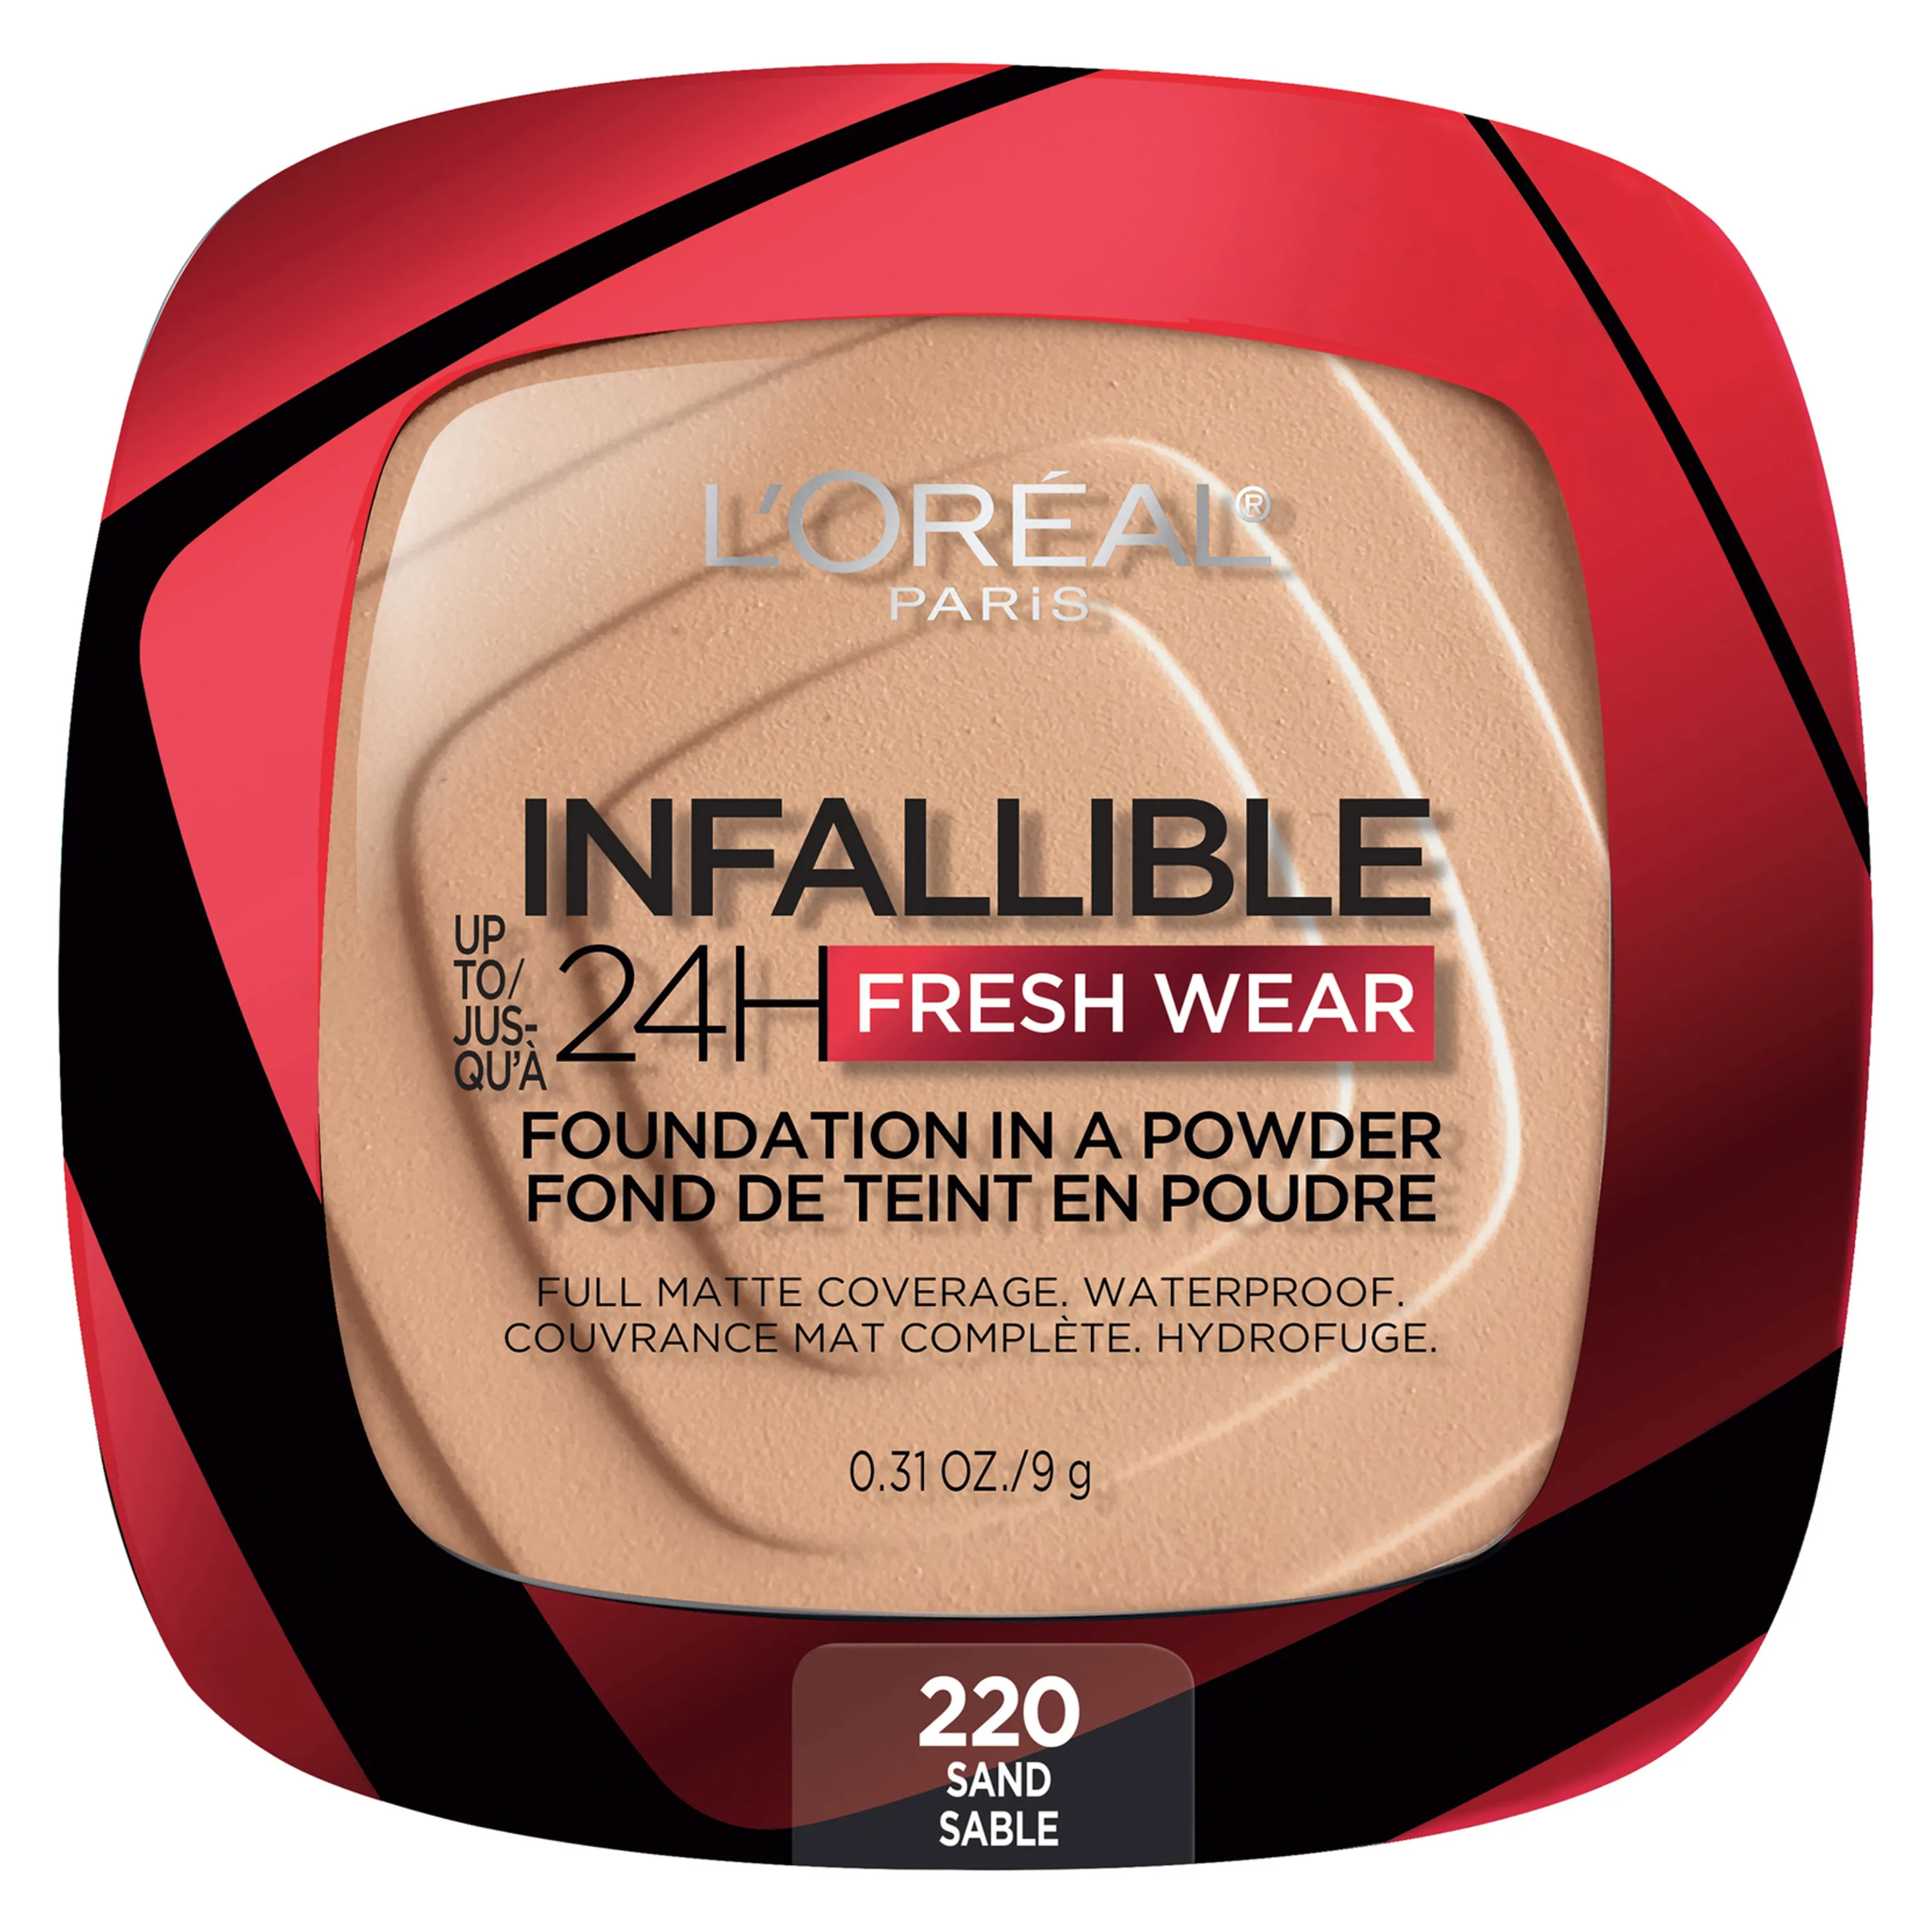 L'ORÉAL®
PARiS
INFALLIBLE
UP
TO/
JUS-
QU'À
24H FRESH WEAR
FOUNDATION IN A POWDER
FOND DE TEINT EN POUDRE
FULL MATTE COVERAGE. WATERPROOF.
COUVRANCE MAT COMPLÈTE. HYDROFUGE.
0.31 OZ./9 g
220
SAND
SABLE